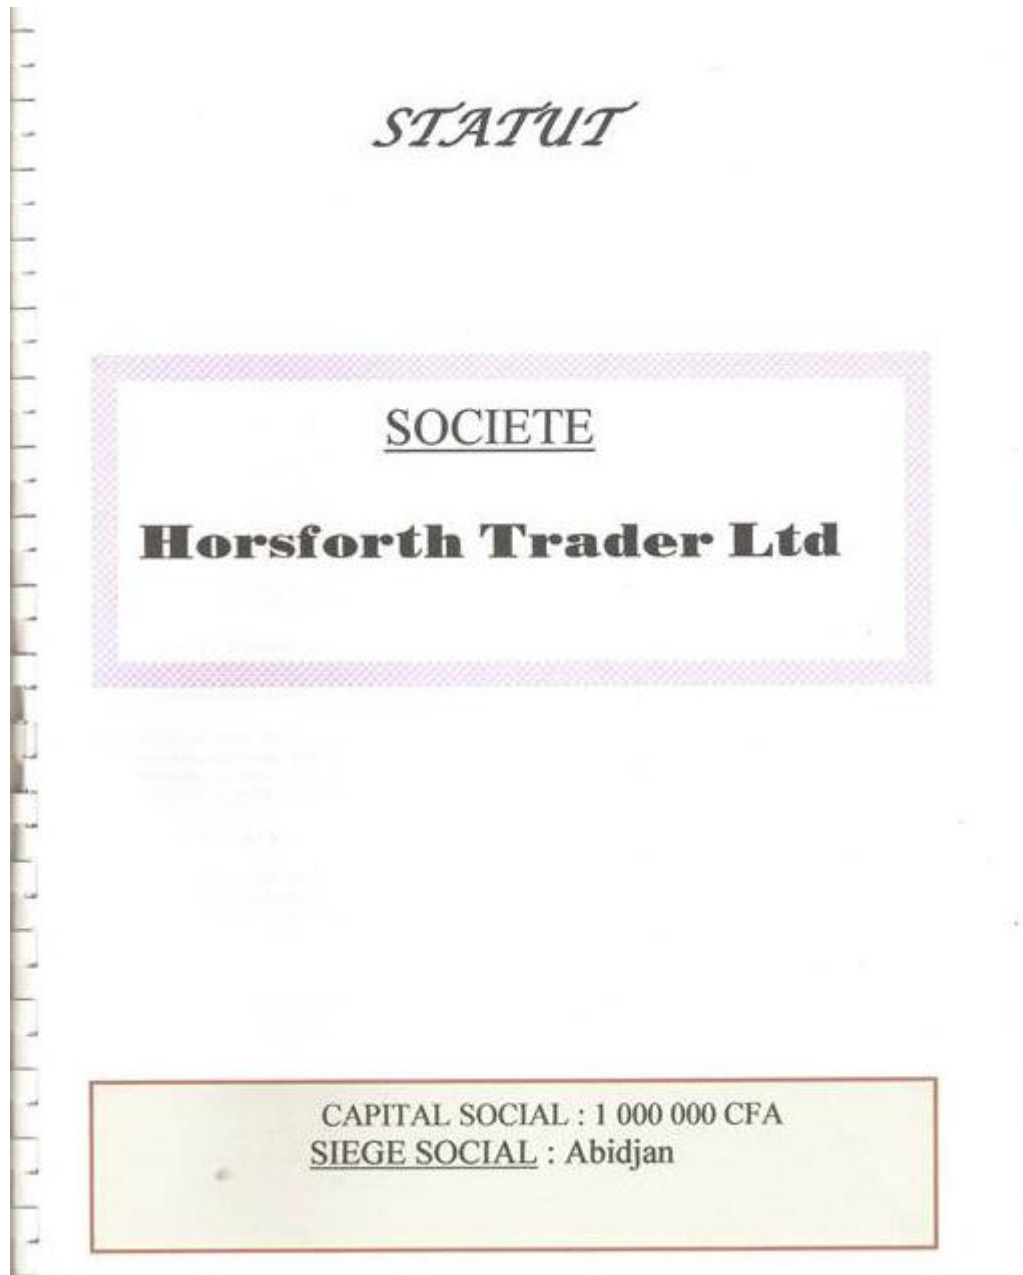 STATUT
SOCIETE
Horsforth Trader Ltd
CAPITAL SOCIAL : 1 000 000 CFA
SIEGE SOCIAL : Abidjan